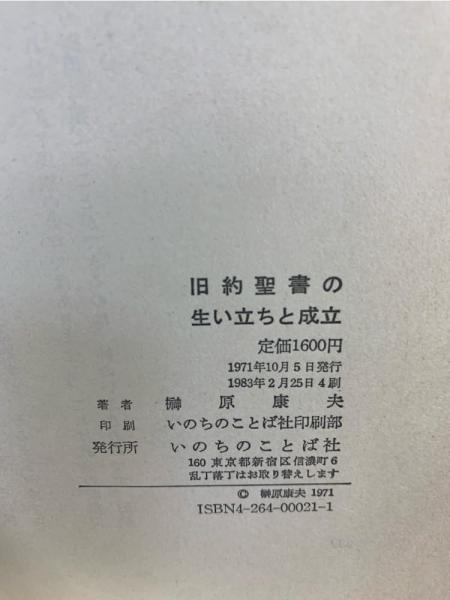 旧約聖書の
生い立ちと成立
定価1600円
1971年10月5日発行
1983年2月25日4刷
著者 榊原康夫
印刷 いのちのことば社印刷部
発行所 いのちのことば社
160 東京都新宿区信濃町6
乱丁落丁はお取り替えします
© 榊原康夫 1971
ISBN4-264-00021-1